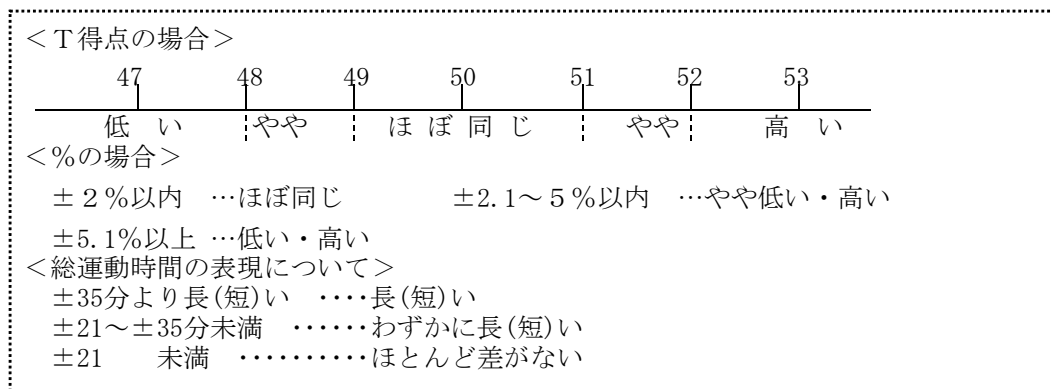 ＜Ｔ得点の場合＞
47 48 49 50 51 52 53
低 い やや ほ ぼ 同 じ やや 高 い
＜％の場合＞
±２％以内 …ほぼ同じ ±2.1～５％以内 …やや低い・高い
±5.1％以上 …低い・高い
＜総運動時間の表現について＞
±35分より長(短)い ‥‥長(短)い
±21～±35分未満 ‥‥‥わずかに長(短)い
±21 未満 ‥‥‥‥‥ほとんど差がない